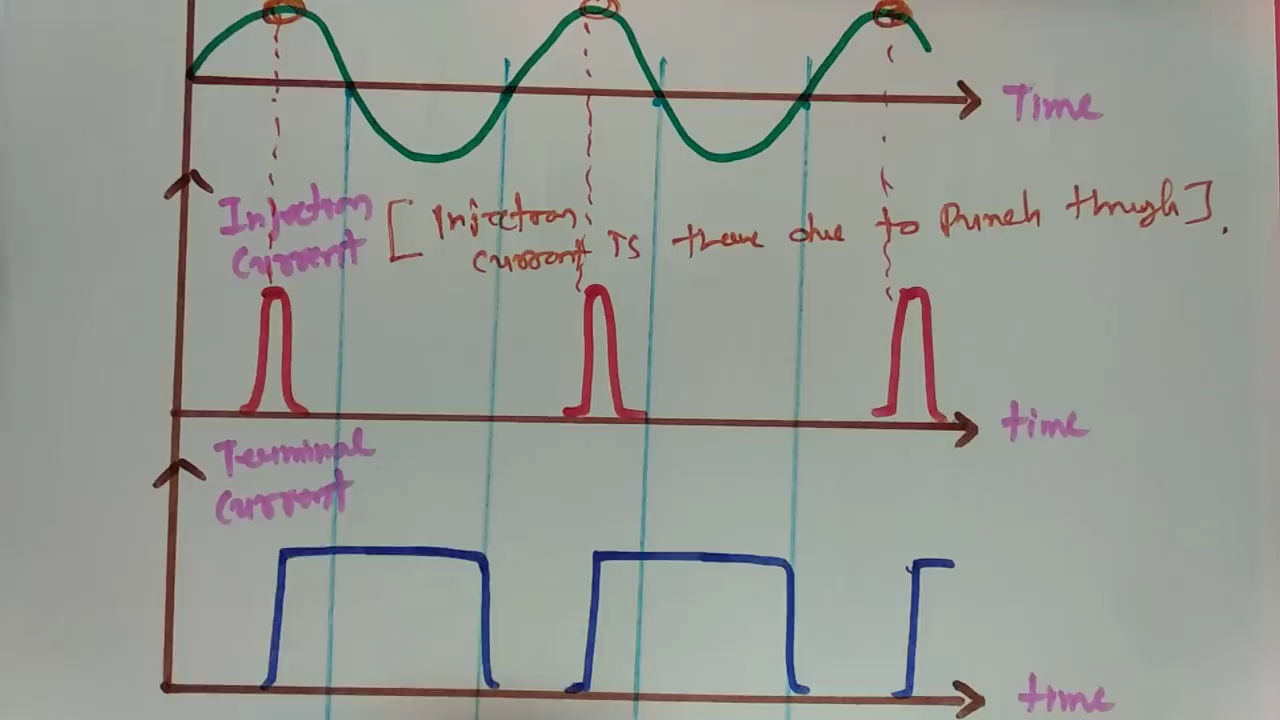 Time
Injection
Current
[Injection
current is there due to Punch through].
time
Terminal
Current
time